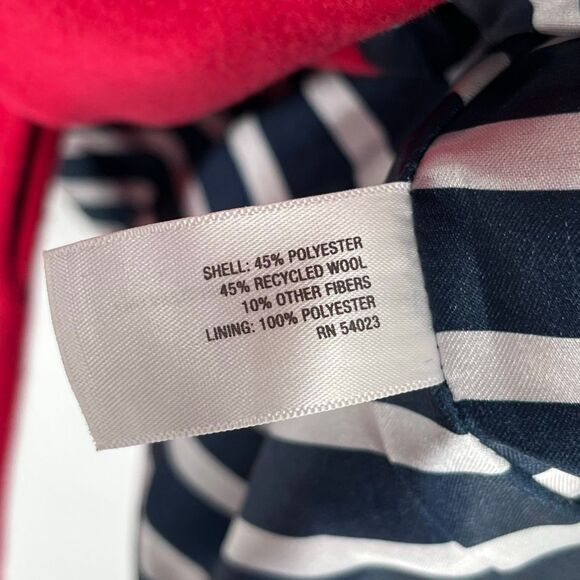 SHELL: 45% POLYESTER
45% RECYCLED WOOL
10% OTHER FIBERS
LINING: 100% POLYESTER
RN 54023